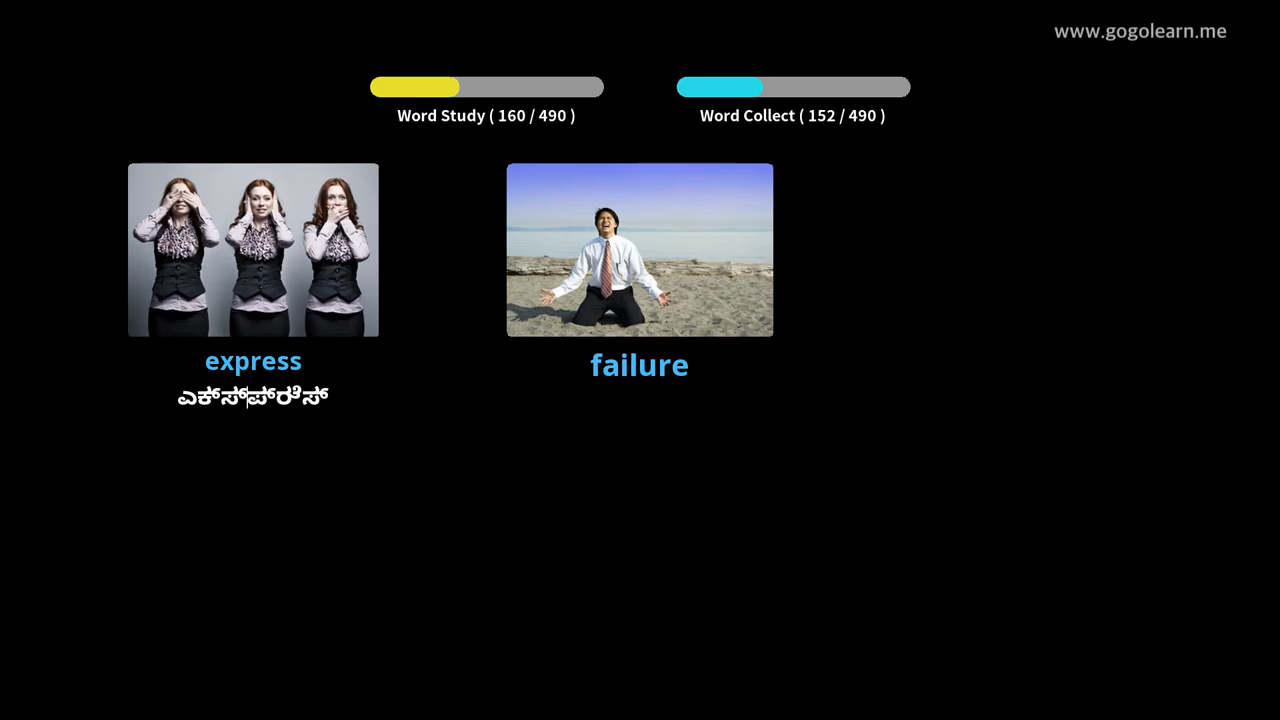 www.gogolearn.me
Word Study ( 160 / 490 )
Word Collect ( 152 / 490 )
express
failure
ಎಕ್ಸ್‌ಪ್ರೆಸ್